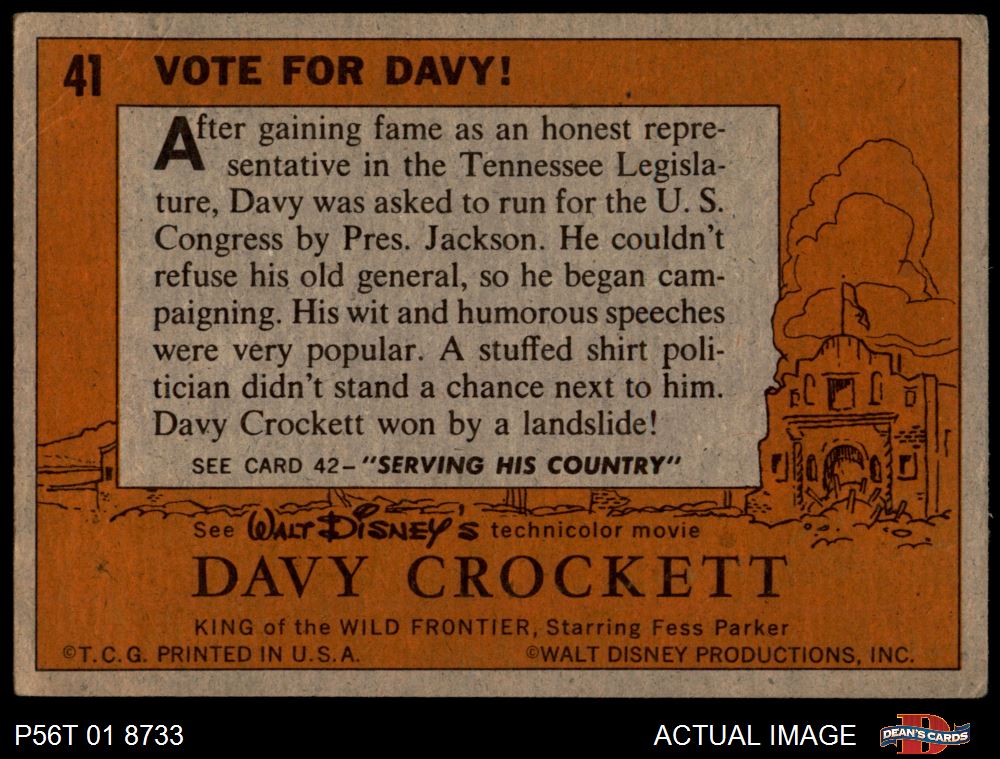 41 VOTE FOR DAVY!
After gaining fame as an honest repre-
sentative in the Tennessee Legisla-
ture, Davy was asked to run for the U. S.
Congress by Pres. Jackson. He couldn't
refuse his old general, so he began cam-
paigning. His wit and humorous speeches
were very popular. A stuffed shirt poli-
tician didn't stand a chance next to him.
Davy Crockett won by a landslide!
SEE CARD 42-"SERVING HIS COUNTRY"
See WALT DISNEY'S technicolor movie
DAVY CROCKETT
KING of the WILD FRONTIER, Starring Fess Parker
©T.C.G. PRINTED IN U.S.A. ©WALT DISNEY PRODUCTIONS, INC.
P56T 01 8733 ACTUAL IMAGE D DEAN'S CARDS